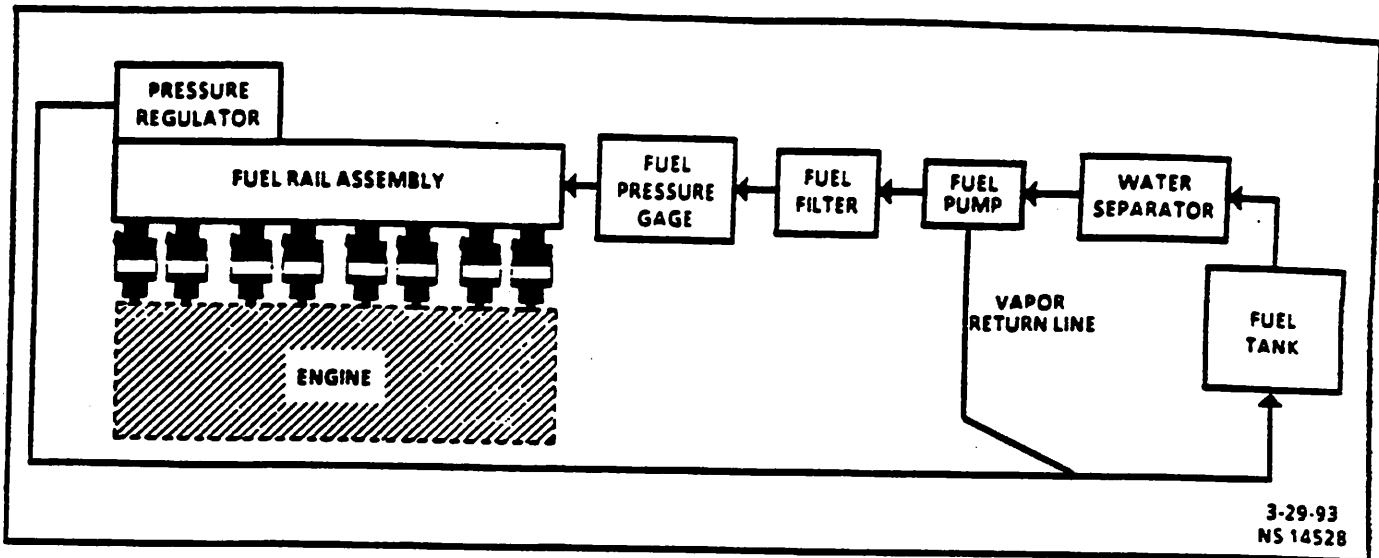 PRESSURE
REGULATOR
FUEL RAIL ASSEMBLY
FUEL
PRESSURE
GAGE
FUEL
FILTER
FUEL
PUMP
WATER
SEPARATOR
VAPOR
RETURN LINE
FUEL
TANK
ENGINE
3-29-93
NS 14528